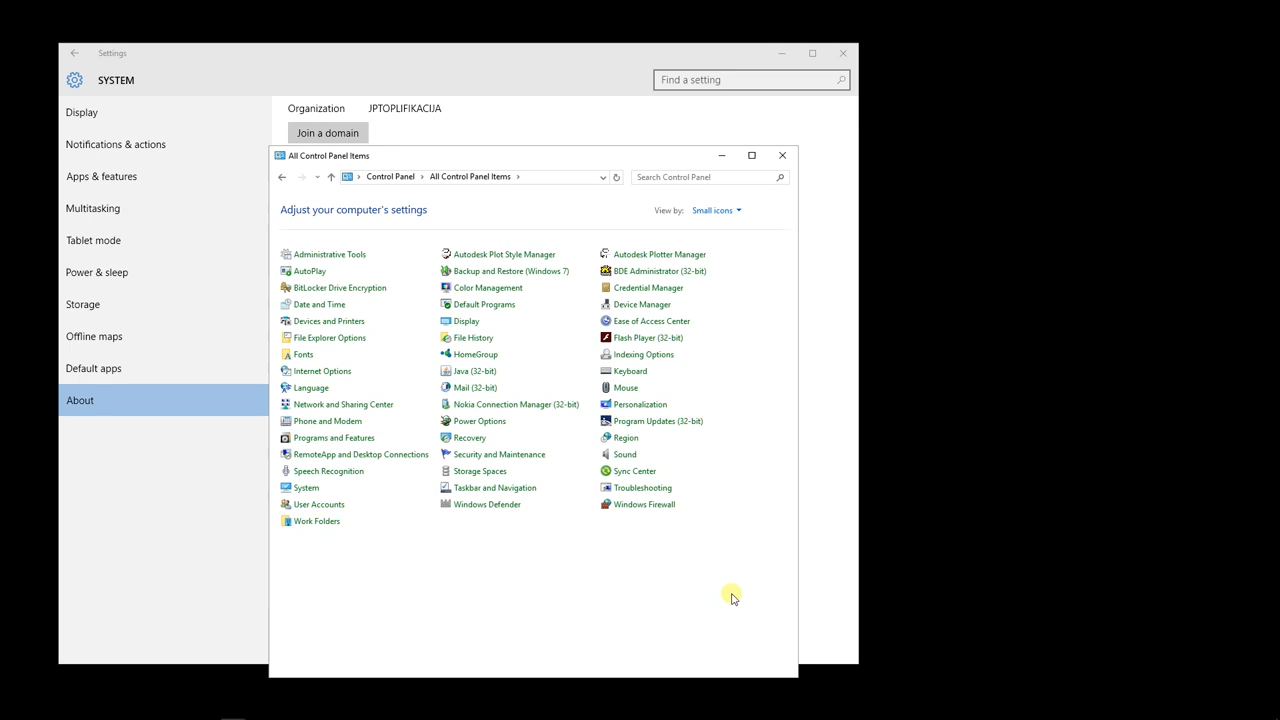 Settings
SYSTEM
Find a setting
Display
Notifications & actions
Apps & features
Multitasking
Tablet mode
Power & sleep
Storage
Offline maps
Default apps
About
Organization JPTOPLIFIKACIJA
Join a domain
All Control Panel Items
Control Panel All Control Panel Items
Search Control Panel
Adjust your computer's settings
View by: Small icons
Administrative Tools Autodesk Plot Style Manager Autodesk Plotter Manager
AutoPlay Backup and Restore (Windows 7) BDE Administrator (32-bit)
BitLocker Drive Encryption Color Management Credential Manager
Date and Time Default Programs Device Manager
Devices and Printers Display Ease of Access Center
File Explorer Options File History Flash Player (32-bit)
Fonts HomeGroup Indexing Options
Internet Options Java (32-bit) Keyboard
Language Mail (32-bit) Mouse
Network and Sharing Center Nokia Connection Manager (32-bit) Personalization
Phone and Modem Power Options Program Updates (32-bit)
Programs and Features Recovery Region
RemoteApp and Desktop Connections Security and Maintenance Sound
Speech Recognition Storage Spaces Sync Center
System Taskbar and Navigation Troubleshooting
User Accounts Windows Defender Windows Firewall
Work Folders